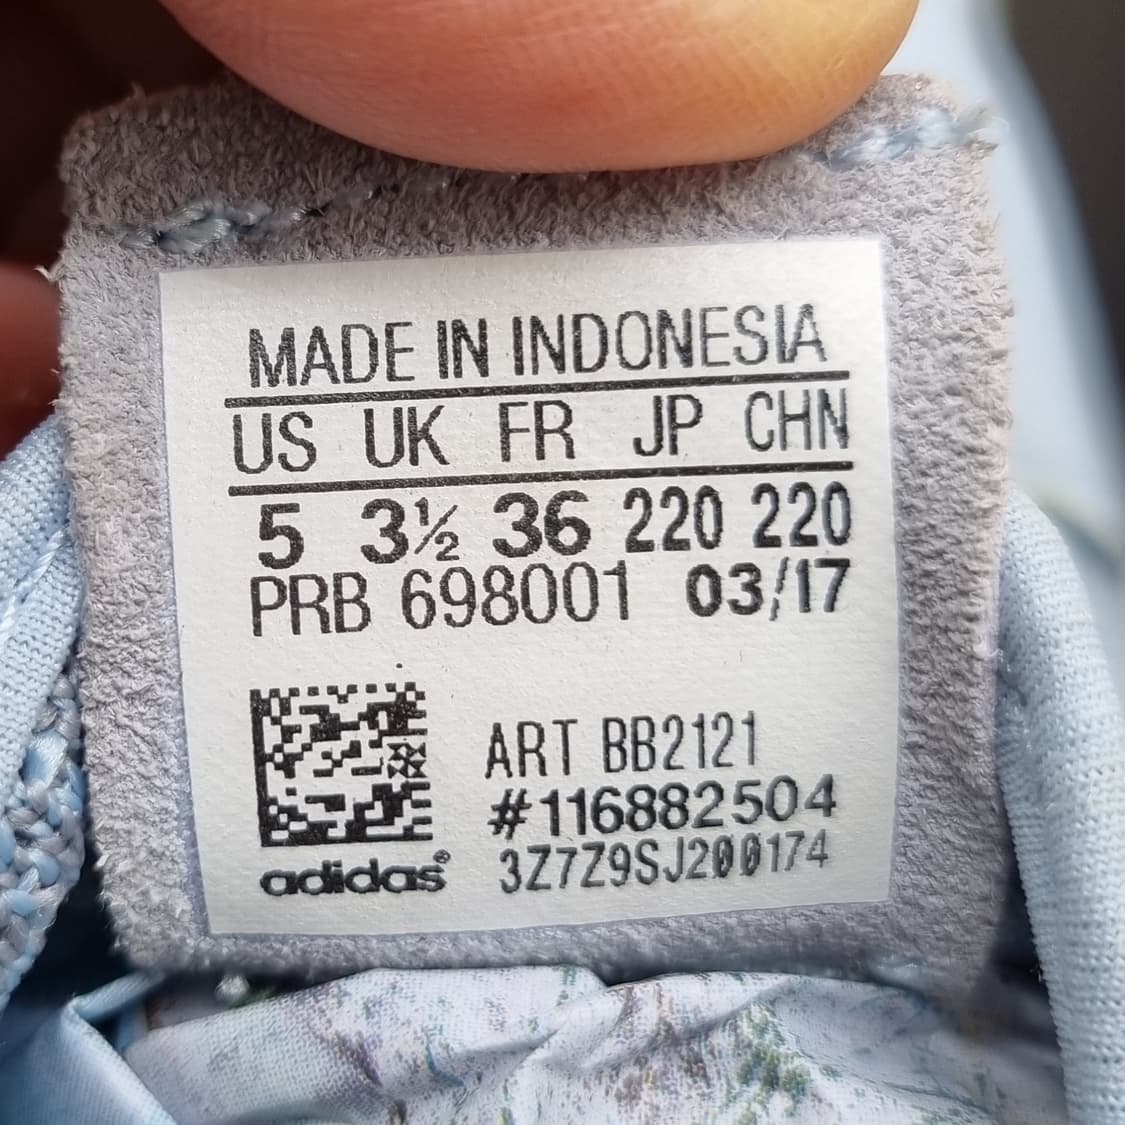 MADE IN INDONESIA
US UK FR JP CHN
5 3½ 36 220 220
PRB 698001 03/17
ART BB2121
#116882504
adidas® 3Z7Z9SJ200174